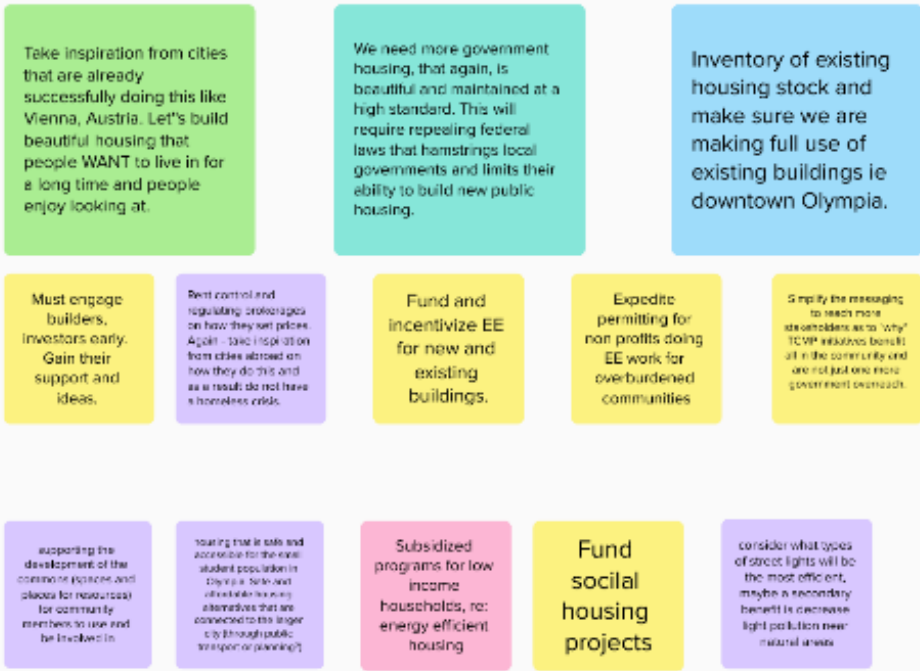 Take inspiration from cities
that are already
successfully doing this like
Vienna, Austria. Let"s build
beautiful housing that
people WANT to live in for
a long time and people
enjoy looking at.
We need more government
housing, that again, is
beautiful and maintained at a
high standard. This will
require repealing federal
laws that hamstrings local
governments and limits their
ability to build new public
housing.
Inventory of existing
housing stock and
make sure we are
making full use of
existing buildings ie
downtown Olympia.
Must engage
builders,
investors early.
Gain their
support and
ideas.
Rent control and
regulating brokerages
on how they set prices.
Again - take inspiration
from cities abroad on
how they do this and
as a result do not have
a homeless crisis.
Fund and
incentivize EE
for new and
existing
buildings.
Expedite
permitting for
non profits doing
EE work for
overburdened
communities
Simplify the messaging
to reach more
stakeholders as to "why"
TCMP initiatives benefit
all in the community and
are not just one more
government overreach.
supporting the
development of the
commons (spaces and
places for resources)
for community
members to use and
be involved in
housing that is safe and
accessible for the small
student population in
Olympia. Safe and
affordable housing
alternatives that are
connected to the larger
city (through public
transport or planning?)
Subsidized
programs for low
income
households, re:
energy efficient
housing
Fund
socilal
housing
projects
consider what types
of street lights will be
the most efficient,
maybe a secondary
benefit is decrease
light pollution near
natural areas